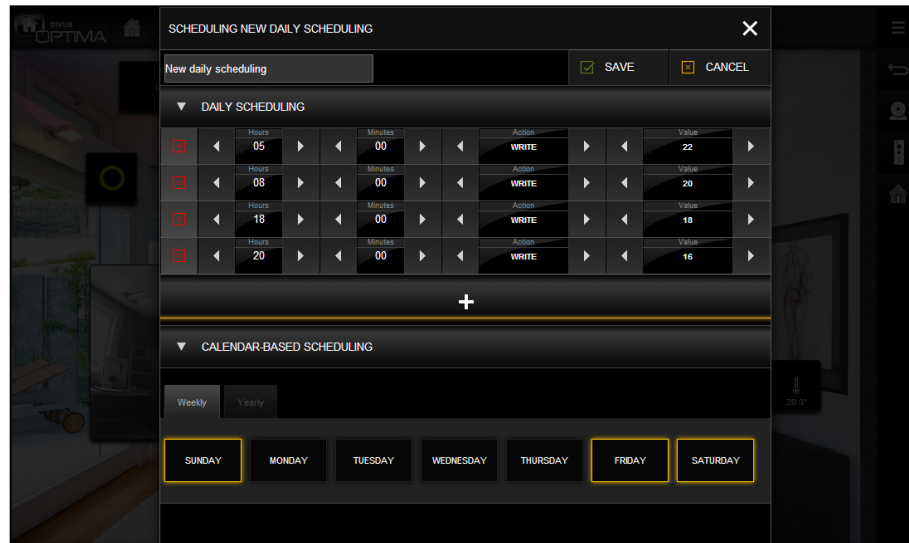 DIVUS
OPTIMA
SCHEDULING NEW DAILY SCHEDULING
New daily scheduling
SAVE
CANCEL
DAILY SCHEDULING
Hours Minutes Action Value
05 00 WRITE 22
Hours Minutes Action Value
08 00 WRITE 20
Hours Minutes Action Value
18 00 WRITE 18
Hours Minutes Action Value
20 00 WRITE 16
CALENDAR-BASED SCHEDULING
Weekly Yearly
20.3°
SUNDAY MONDAY TUESDAY WEDNESDAY THURSDAY FRIDAY SATURDAY